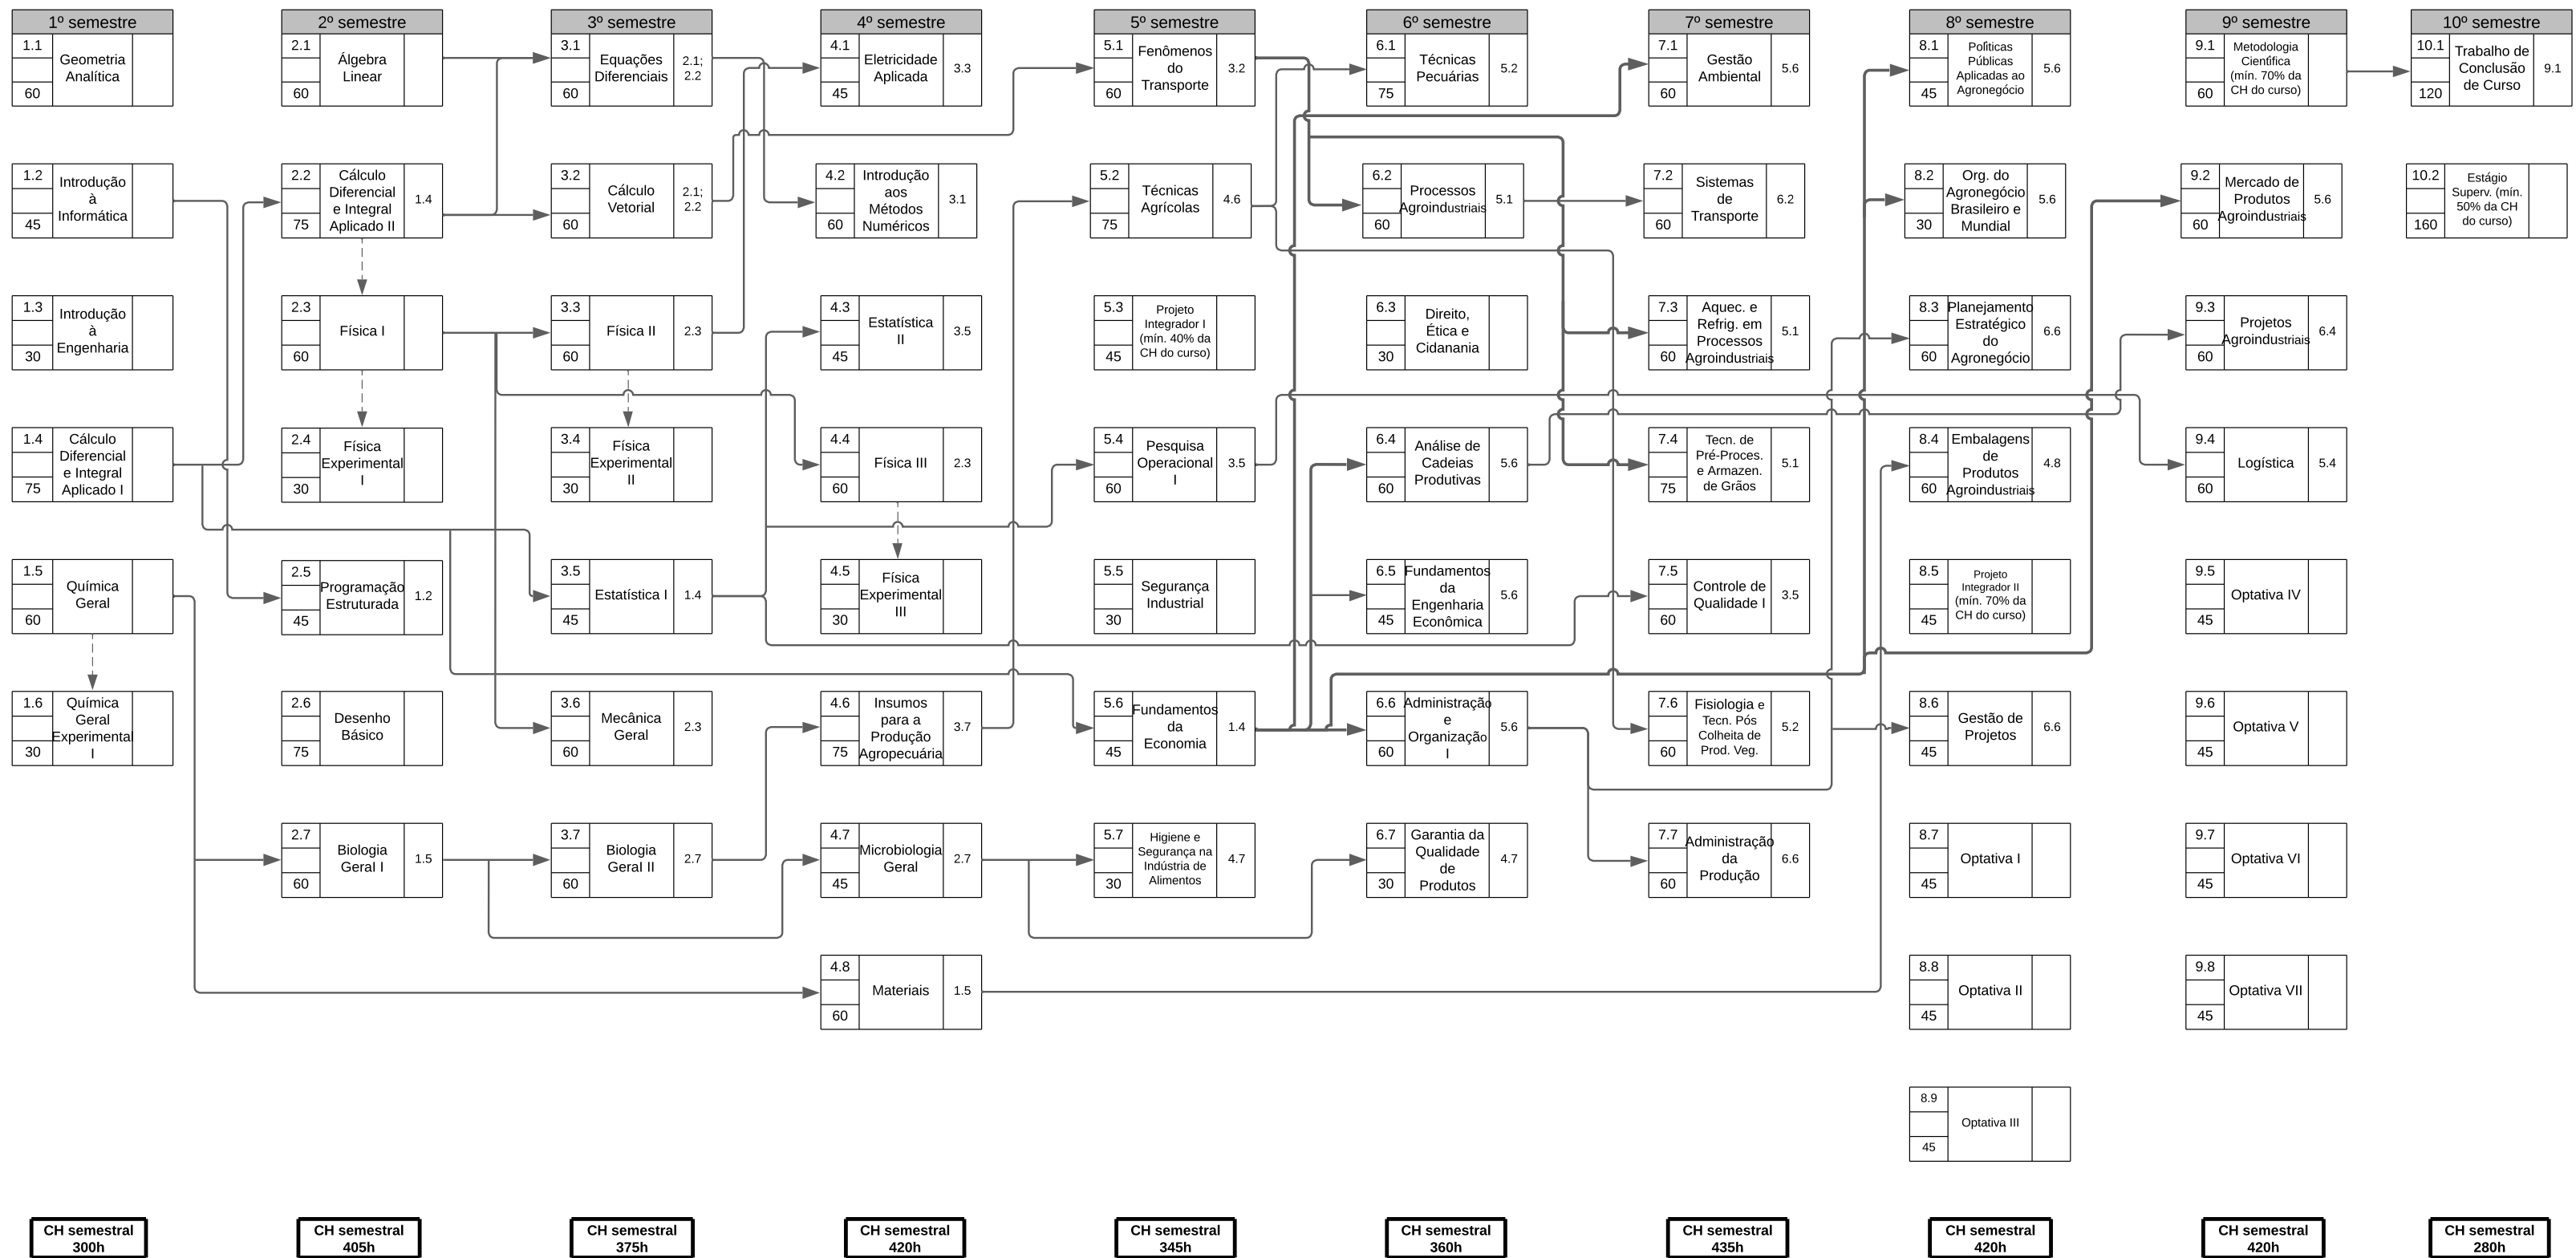 1º semestre
1.1
Geometria
Analítica
60
1.2
Introdução
à
Informática
45
1.3
Introdução
à
Engenharia
30
1.4
Cálculo
Diferencial
e Integral
Aplicado I
75
1.5
Química
Geral
60
1.6
Química
Geral
Experimental
I
30
CH semestral
300h
2º semestre
2.1
Álgebra
Linear
60
2.2
Cálculo
Diferencial
e Integral
Aplicado II
1.4
75
2.3
Física I
60
2.4
Física
Experimental
I
30
2.5
Programação
Estruturada
1.2
45
2.6
Desenho
Básico
75
2.7
Biologia
Geral I
1.5
60
CH semestral
405h
3º semestre
3.1
Equações
Diferenciais
2.1;
2.2
60
3.2
Cálculo
Vetorial
2.1;
2.2
60
3.3
Física II
2.3
60
3.4
Física
Experimental
II
30
3.5
Estatística I
1.4
45
3.6
Mecânica
Geral
2.3
60
3.7
Biologia
Geral II
2.7
60
CH semestral
375h
4º semestre
4.1
Eletricidade
Aplicada
3.3
45
4.2
Introdução
aos
Métodos
Numéricos
3.1
60
4.3
Estatística
II
3.5
45
4.4
Física III
2.3
60
4.5
Física
Experimental
III
30
4.6
Insumos
para a
Produção
Agropecuária
3.7
75
4.7
Microbiologia
Geral
2.7
45
4.8
Materiais
1.5
60
CH semestral
420h
5º semestre
5.1
Fenômenos
do
Transporte
3.2
60
5.2
Técnicas
Agrícolas
4.6
75
5.3
Projeto
Integrador I
(mín. 40% da
CH do curso)
45
5.4
Pesquisa
Operacional
I
3.5
60
5.5
Segurança
Industrial
30
5.6
Fundamentos
da
Economia
1.4
45
5.7
Higiene e
Segurança na
Indústria de
Alimentos
4.7
30
CH semestral
345h
6º semestre
6.1
Técnicas
Pecuárias
5.2
75
6.2
Processos
Agroindustriais
5.1
60
6.3
Direito,
Ética e
Cidanania
30
6.4
Análise de
Cadeias
Produtivas
5.6
60
6.5
Fundamentos
da
Engenharia
Econômica
5.6
45
6.6
Administração
e
Organização
I
5.6
60
6.7
Garantia da
Qualidade
de
Produtos
4.7
30
CH semestral
360h
7º semestre
7.1
Gestão
Ambiental
5.6
60
7.2
Sistemas
de
Transporte
6.2
60
7.3
Aquec. e
Refrig. em
Processos
Agroindustriais
5.1
60
7.4
Tecn. de
Pré-Proces.
e Armazen.
de Grãos
5.1
75
7.5
Controle de
Qualidade I
3.5
60
7.6
Fisiologia e
Tecn. Pós
Colheita de
Prod. Veg.
5.2
60
7.7
Administração
da
Produção
6.6
60
CH semestral
435h
8º semestre
8.1
Políticas
Públicas
Aplicadas ao
Agronegócio
5.6
45
8.2
Org. do
Agronegócio
Brasileiro e
Mundial
5.6
30
8.3
Planejamento
Estratégico
do
Agronegócio
6.6
60
8.4
Embalagens
de
Produtos
Agroindustriais
4.8
60
8.5
Projeto
Integrador II
(mín. 70% da
CH do curso)
45
8.6
Gestão de
Projetos
6.6
45
8.7
Optativa I
45
8.8
Optativa II
45
8.9
Optativa III
45
CH semestral
420h
9º semestre
9.1
Metodologia
Científica
(mín. 70% da
CH do curso)
60
9.2
Mercado de
Produtos
Agroindustriais
5.6
60
9.3
Projetos
Agroindustriais
6.4
60
9.4
Logística
5.4
60
9.5
Optativa IV
45
9.6
Optativa V
45
9.7
Optativa VI
45
9.8
Optativa VII
45
CH semestral
420h
10º semestre
10.1
Trabalho de
Conclusão
de Curso
9.1
120
10.2
Estágio
Superv. (mín.
50% da CH
do curso)
160
CH semestral
280h